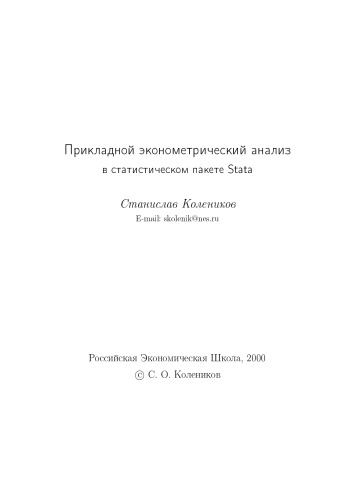 Прикладной эконометрический анализ
в статистическом пакете Stata
Станислав Колеников
E-mail: skolenik@nes.ru
Российская Экономическая Школа, 2000
© С. О. Колеников